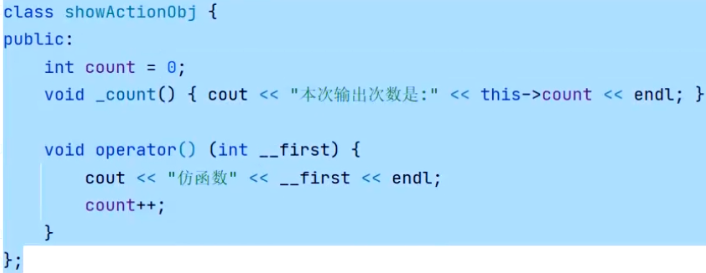 class showActionObj {
public:
    int count = 0;
    void _count() { cout << "本次输出次数是:" << this->count << endl; }
    void operator() (int __first) {
        cout << "仿函数" << __first << endl;
        count++;
    }
};